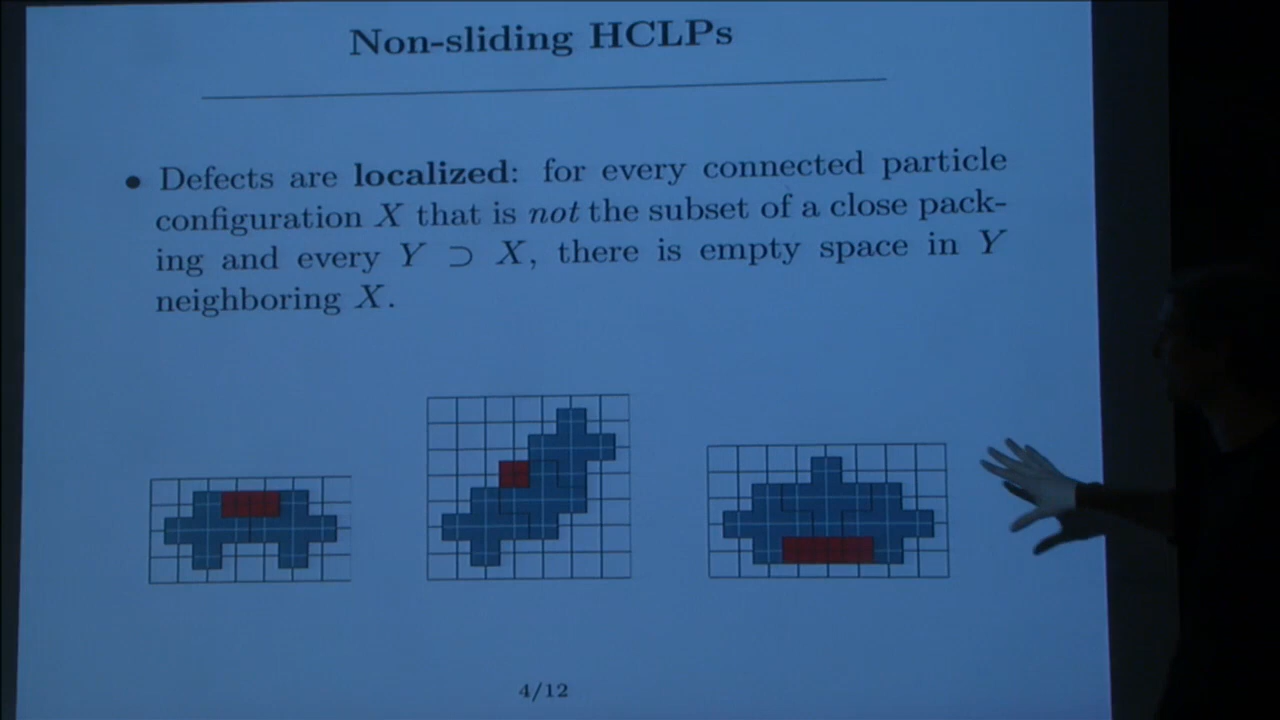 Non-sliding HCLPs
• Defects are localized: for every connected particle
configuration X that is not the subset of a close pack-
ing and every Y ⊃ X, there is empty space in Y
neighboring X.
4/12